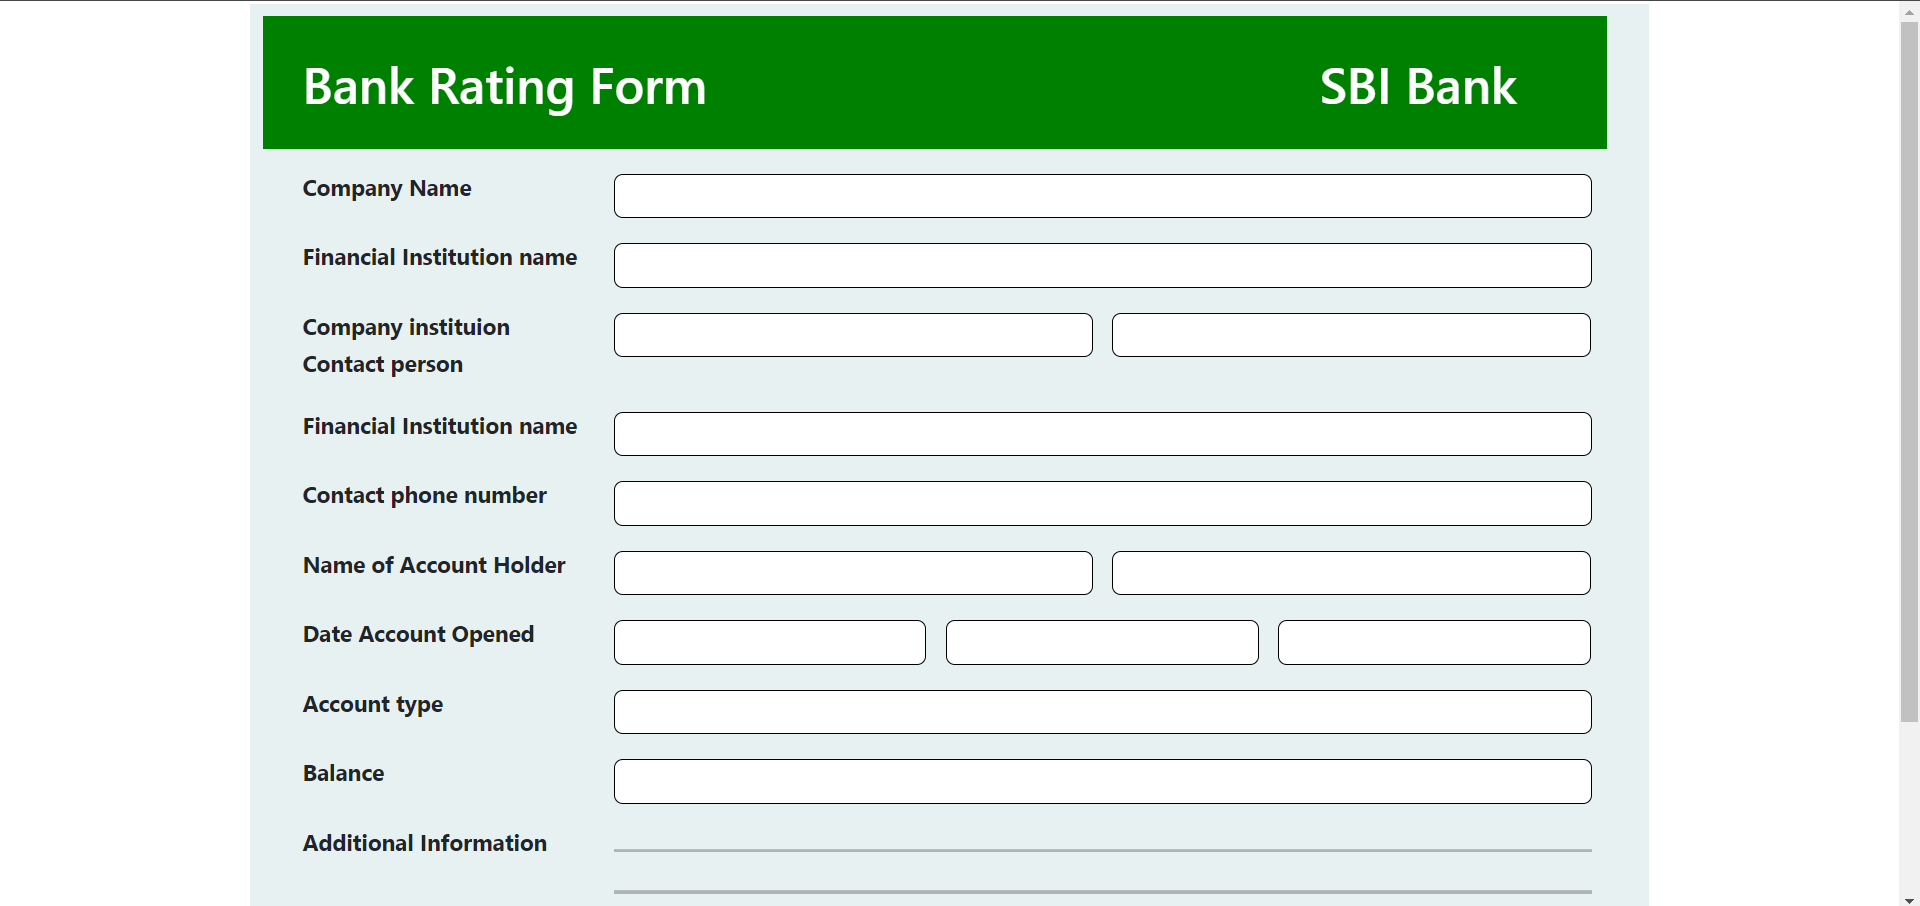 Bank Rating Form
SBI Bank
Company Name
Financial Institution name
Company instituion
Contact person
Financial Institution name
Contact phone number
Name of Account Holder
Date Account Opened
Account type
Balance
Additional Information